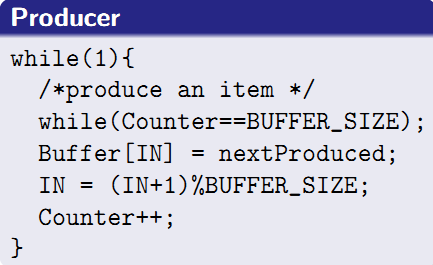 Producer
while(1){
/*produce an item */
while(Counter==BUFFER_SIZE);
Buffer[IN] = nextProduced;
IN = (IN+1)%BUFFER_SIZE;
Counter++;
}